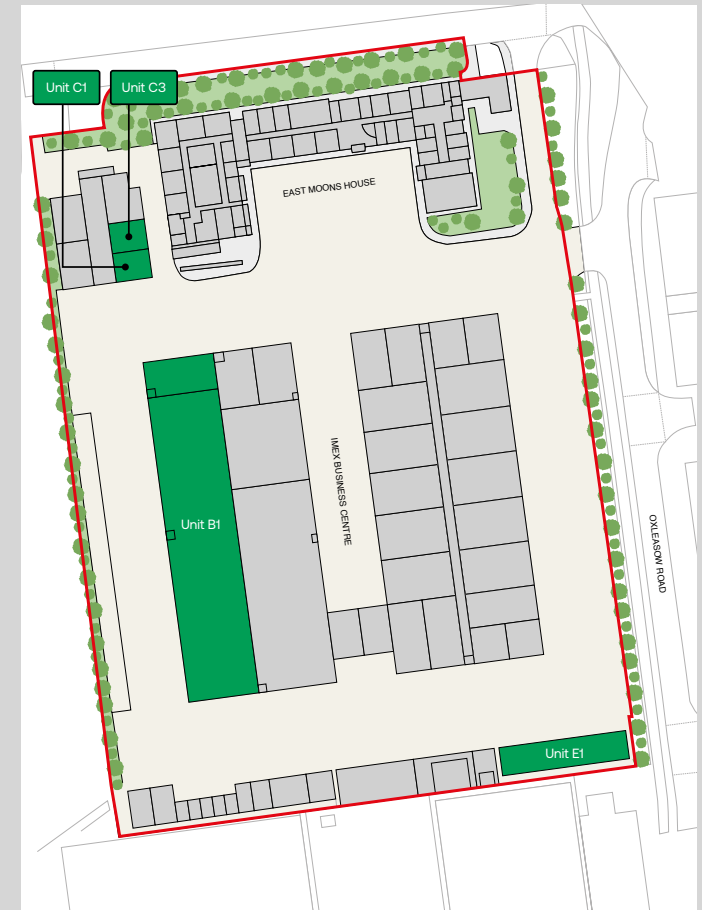 Unit C1
Unit C3
EAST MOONS HOUSE
IMEX BUSINESS CENTRE
Unit B1
OXLEASOW ROAD
Unit E1